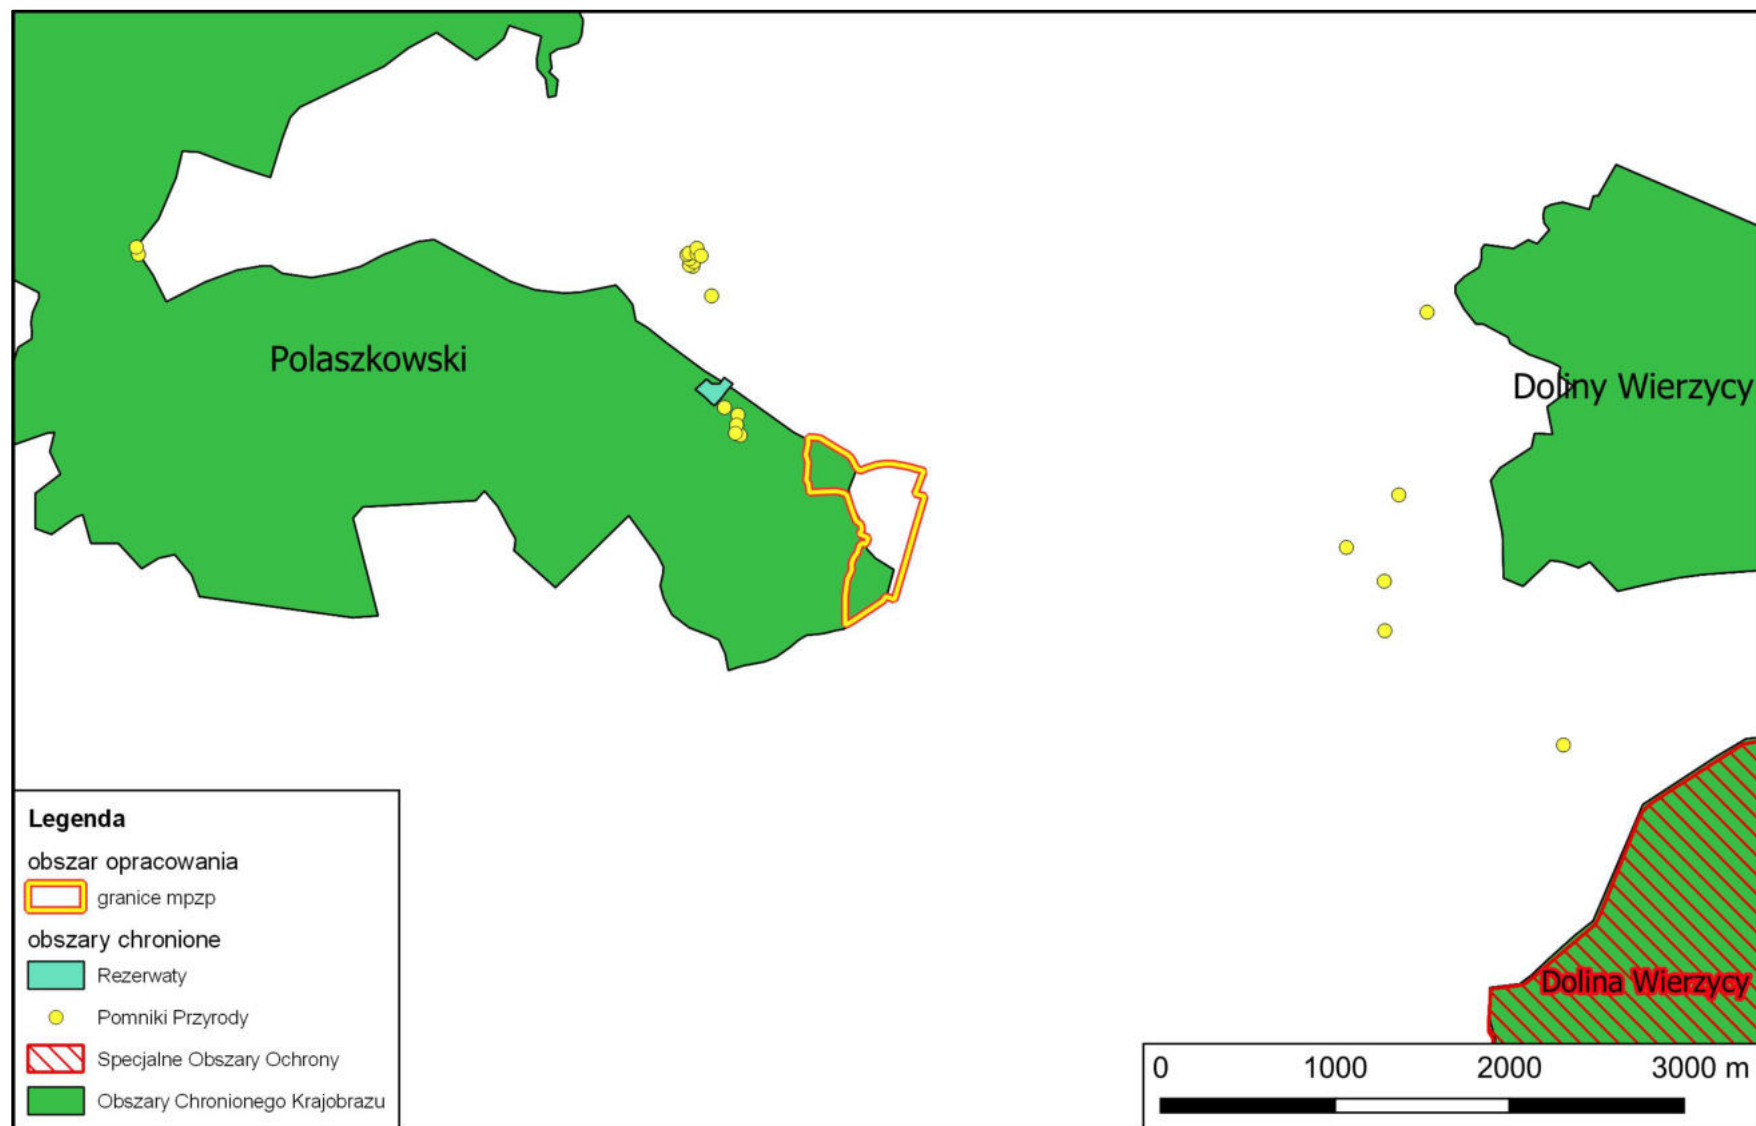 Polaszkowski
Doliny Wierzycy
Legenda
obszar opracowania
granice mpzp
obszary chronione
Rezerwaty
Pomniki Przyrody
Specjalne Obszary Ochrony
Obszary Chronionego Krajobrazu
Dolina Wierzycy
0 1000 2000 3000 m